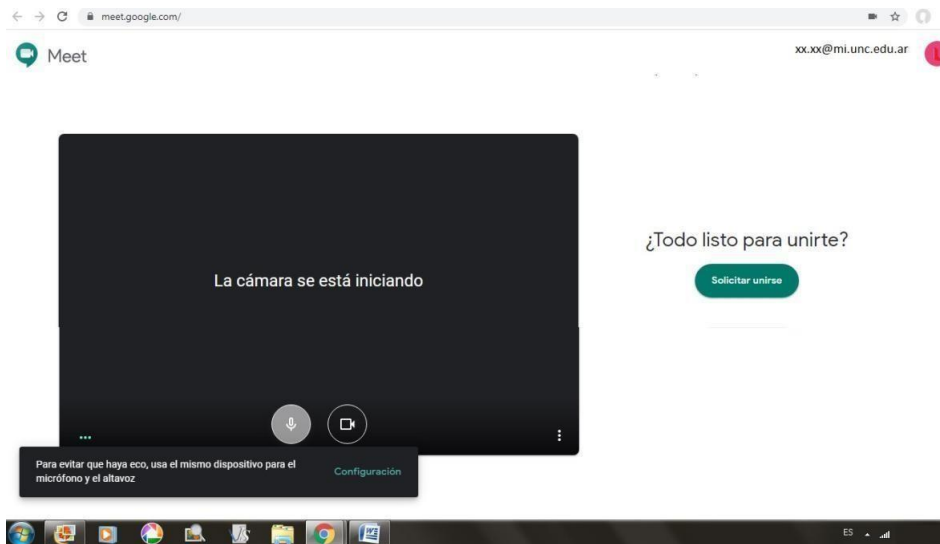 meet.google.com/
Meet
xx.xx@mi.unc.edu.ar
L
La cámara se está iniciando
¿Todo listo para unirte?
Solicitar unirse
Para evitar que haya eco, usa el mismo dispositivo para el
micrófono y el altavoz
Configuración
ES